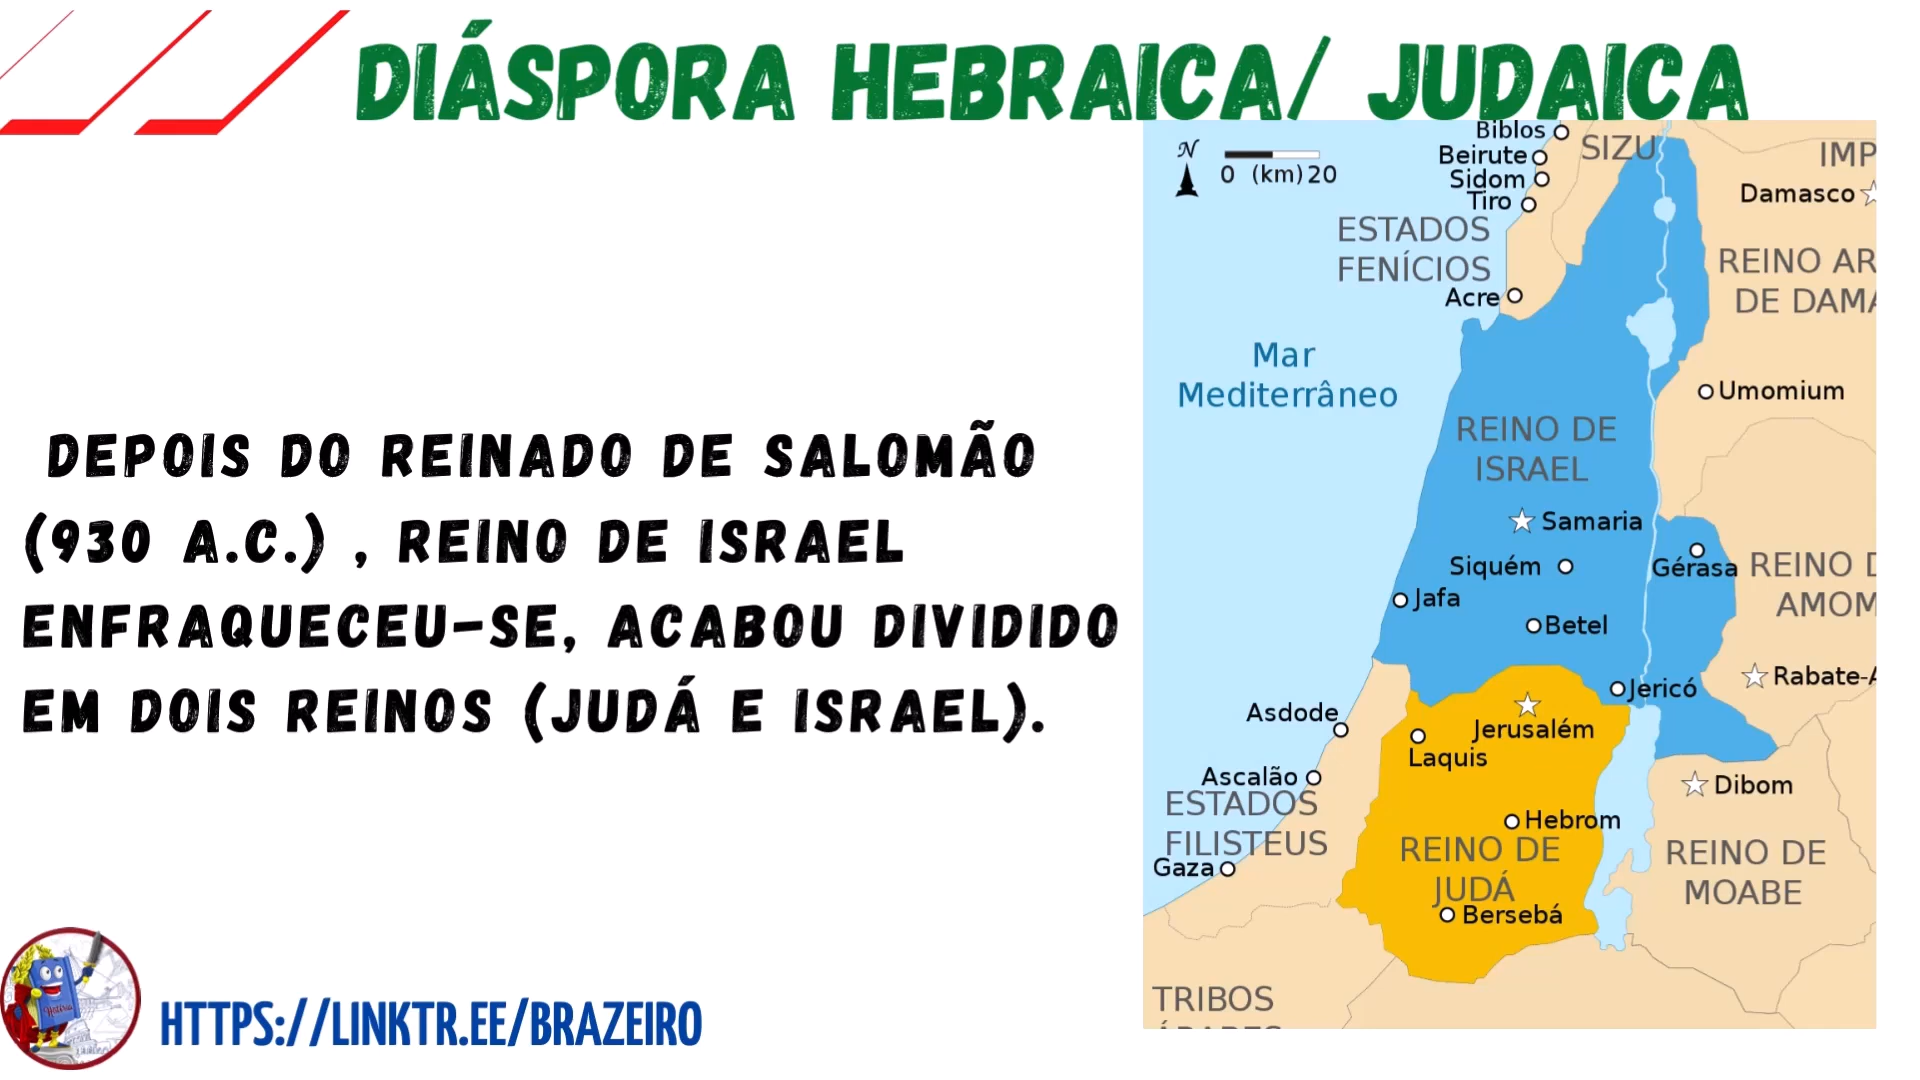 DIÁSPORA HEBRAICA/ JUDAICA
DEPOIS DO REINADO DE SALOMÃO
(930 A.C.) , REINO DE ISRAEL
ENFRAQUECEU-SE, ACABOU DIVIDIDO
EM DOIS REINOS (JUDÁ E ISRAEL).
HTTPS://LINKTR.EE/BRAZEIRO
N
0 (km) 20
Biblos
Beirute
Sidom
Tiro
SIZU
IMP
Damasco
ESTADOS
FENÍCIOS
REINO AR
DE DAMA
Acre
Mar
Mediterrâneo
Umomium
REINO DE
ISRAEL
Samaria
Siquém
Gérasa
REINO D
AMOM
Jafa
Betel
Rabate-A
Jericó
Asdode
Jerusalém
Laquis
Ascalão
Dibom
ESTADOS
FILISTEUS
Hebrom
REINO DE
JUDÁ
REINO DE
MOABE
Gaza
Bersebá
TRIBOS
História